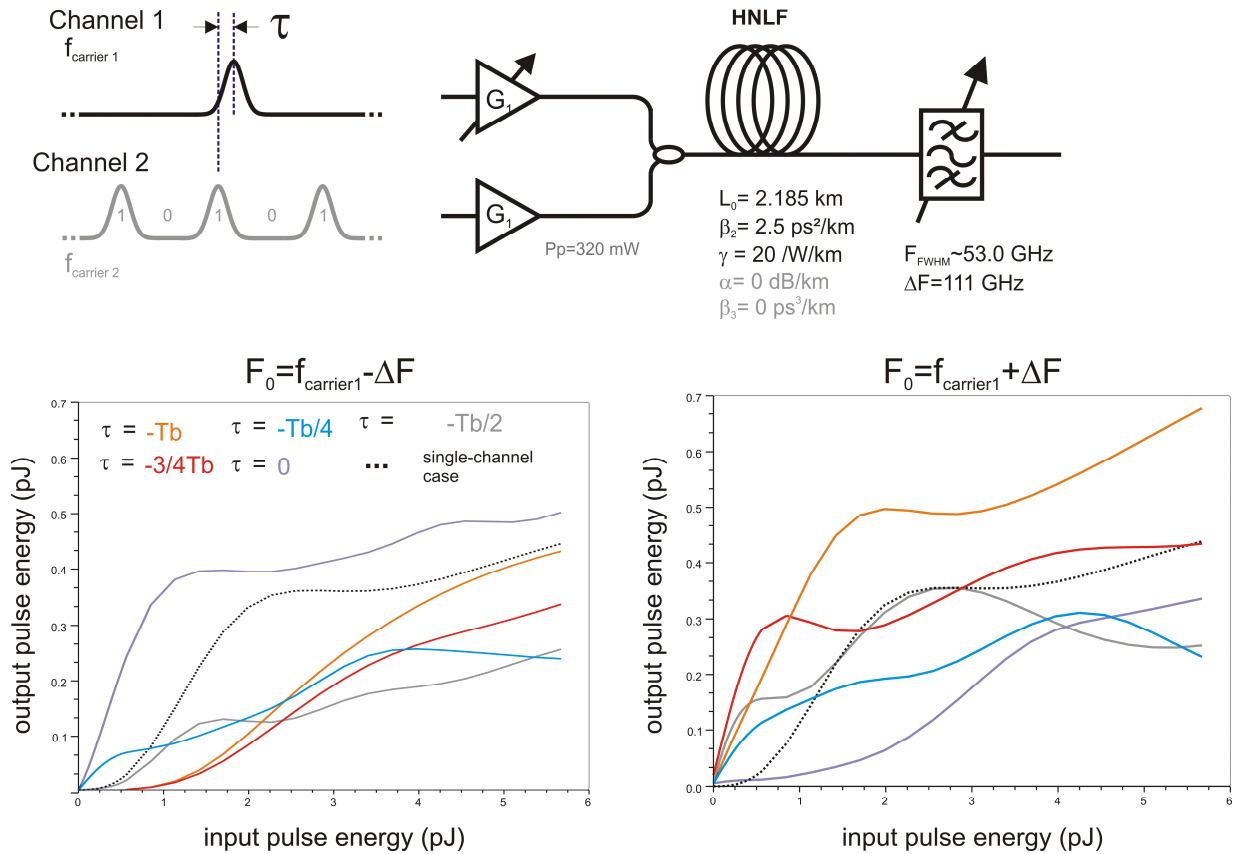 Channel 1
f carrier 1
τ
Channel 2
1 0 1 0 1
f carrier 2
G1
G1
Pp=320 mW
HNLF
L0= 2.185 km
β2= 2.5 ps²/km
γ = 20 /W/km
α= 0 dB/km
β3= 0 ps³/km
FFWHM~53.0 GHz
ΔF=111 GHz
F0=fcarrier1-ΔF
output pulse energy (pJ)
0.7
0.6
0.5
0.4
0.3
0.2
0.1
0 1 2 3 4 5 6
input pulse energy (pJ)
τ = -Tb
τ = -Tb/4
τ = -Tb/2
τ = -3/4Tb
τ = 0
single-channel
case
F0=fcarrier1+ΔF
output pulse energy (pJ)
0.7
0.6
0.5
0.4
0.3
0.2
0.1
0.0
0 1 2 3 4 5 6
input pulse energy (pJ)